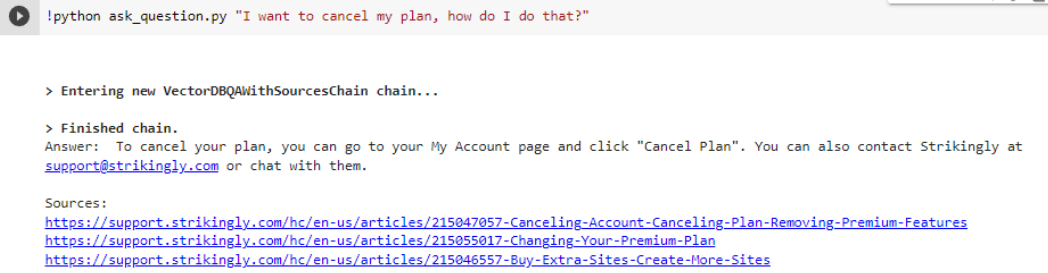 !python ask_question.py "I want to cancel my plan, how do I do that?"
> Entering new VectorDBQAWithSourcesChain chain...
> Finished chain.
Answer:  To cancel your plan, you can go to your My Account page and click "Cancel Plan". You can also contact Strikingly at
support@strikingly.com or chat with them.
Sources:
https://support.strikingly.com/hc/en-us/articles/215047057-Canceling-Account-Canceling-Plan-Removing-Premium-Features
https://support.strikingly.com/hc/en-us/articles/215055017-Changing-Your-Premium-Plan
https://support.strikingly.com/hc/en-us/articles/215046557-Buy-Extra-Sites-Create-More-Sites